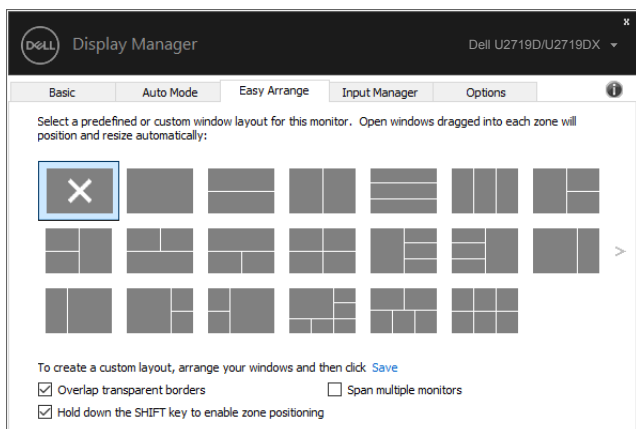 x
DELL Display Manager Dell U2719D/U2719DX
Basic Auto Mode Easy Arrange Input Manager Options
Select a predefined or custom window layout for this monitor. Open windows dragged into each zone will
position and resize automatically:
>
To create a custom layout, arrange your windows and then click Save
Overlap transparent borders Span multiple monitors
Hold down the SHIFT key to enable zone positioning